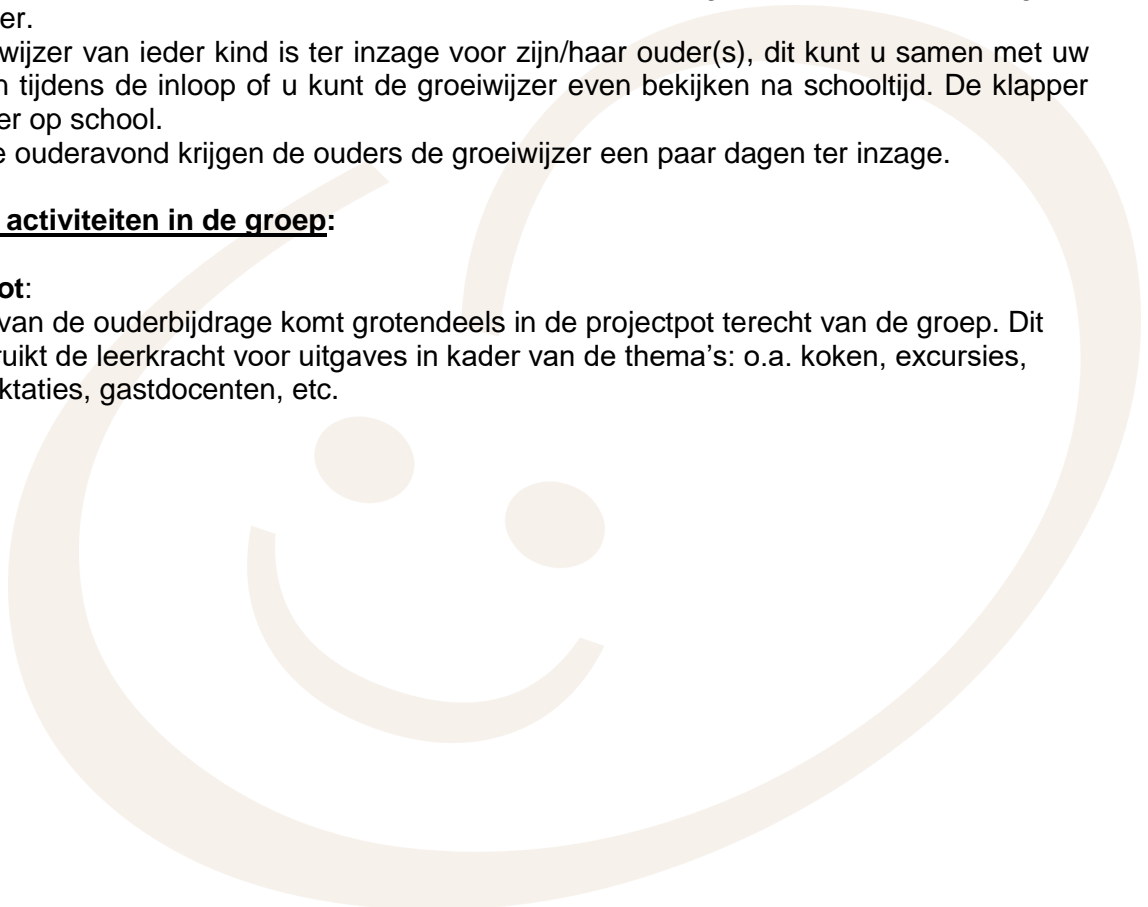 er.
wijzer van ieder kind is ter inzage voor zijn/haar ouder(s), dit kunt u samen met uw
n tijdens de inloop of u kunt de groeiwijzer even bekijken na schooltijd. De klapper
er op school.
e ouderavond krijgen de ouders de groeiwijzer een paar dagen ter inzage.
activiteiten in de groep:
ot:
van de ouderbijdrage komt grotendeels in de projectpot terecht van de groep. Dit
ruikt de leerkracht voor uitgaves in kader van de thema's: o.a. koken, excursies,
ktaties, gastdocenten, etc.